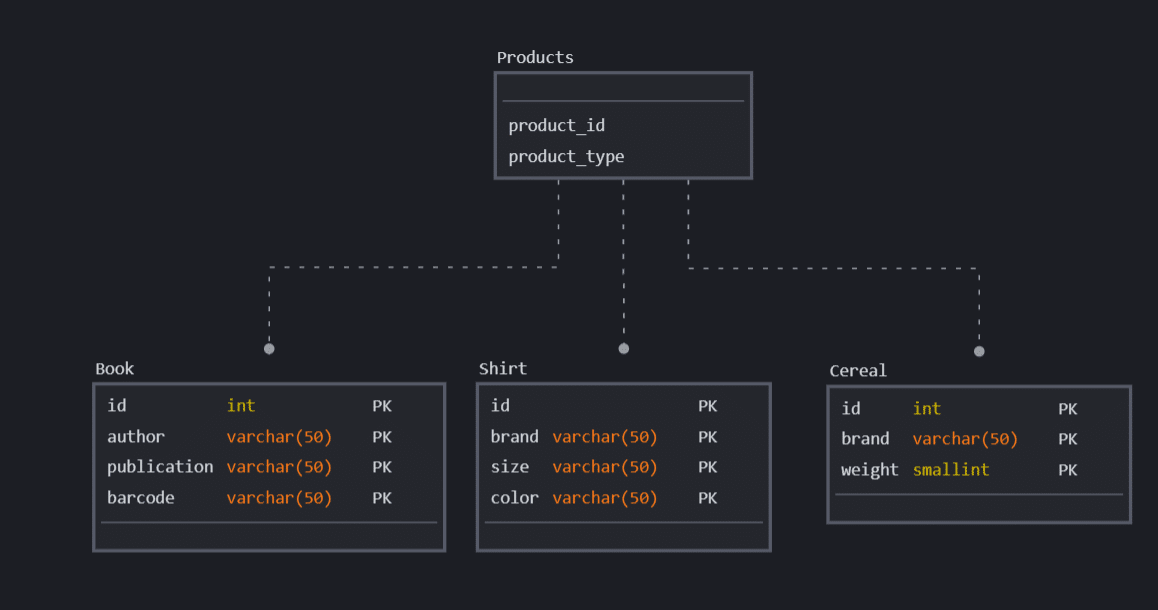 Products
product_id
product_type
Book
id int PK
author varchar(50) PK
publication varchar(50) PK
barcode varchar(50) PK
Shirt
id PK
brand varchar(50) PK
size varchar(50) PK
color varchar(50) PK
Cereal
id int PK
brand varchar(50) PK
weight smallint PK